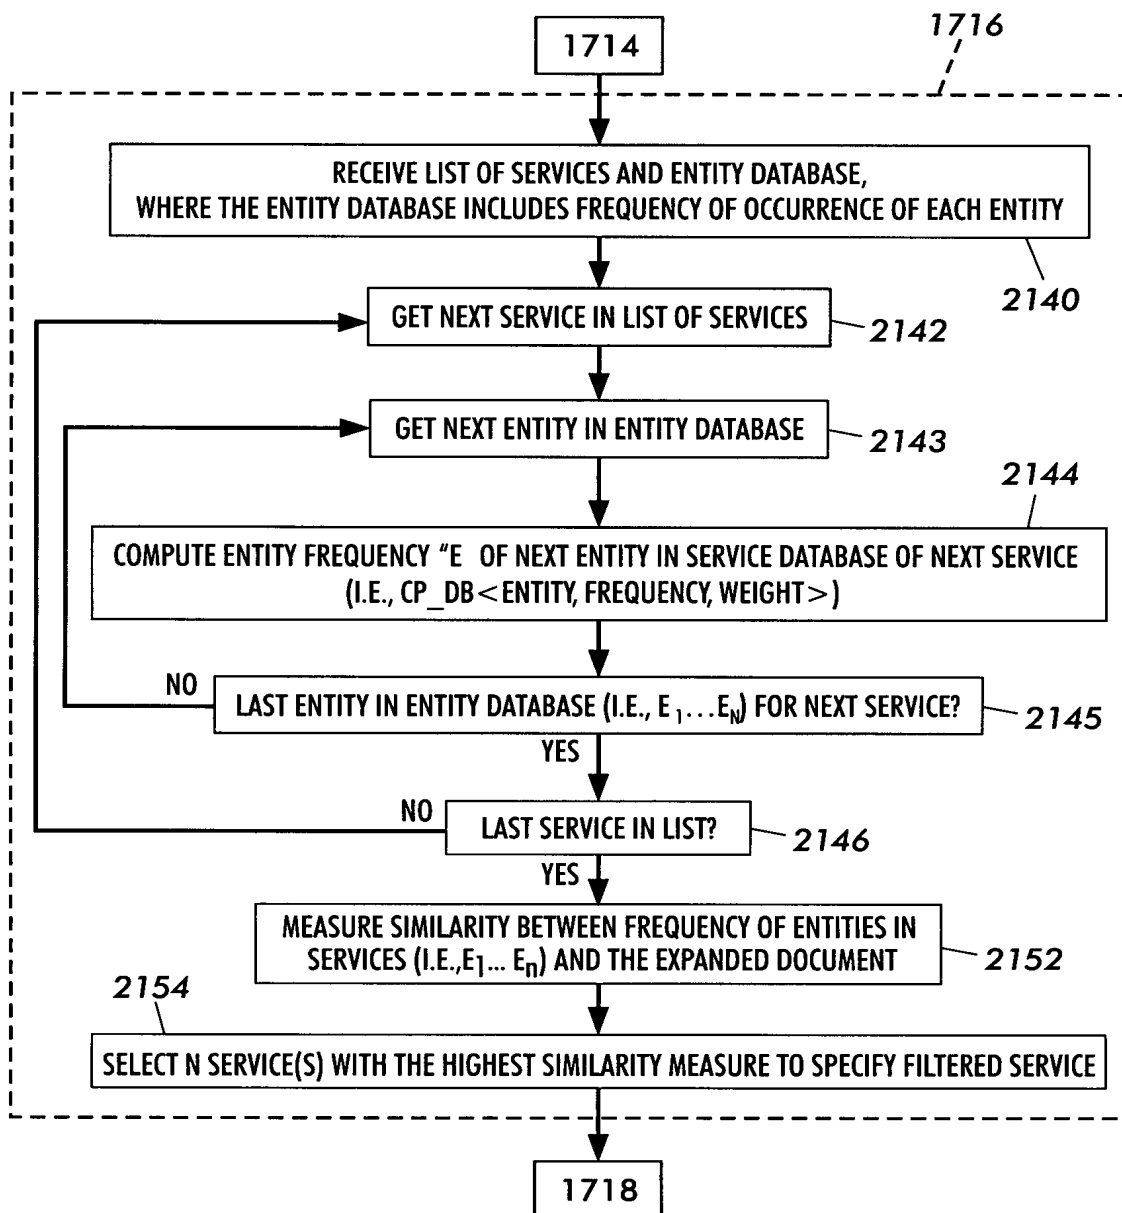 1716
1714
RECEIVE LIST OF SERVICES AND ENTITY DATABASE,
WHERE THE ENTITY DATABASE INCLUDES FREQUENCY OF OCCURRENCE OF EACH ENTITY
2140
GET NEXT SERVICE IN LIST OF SERVICES
2142
GET NEXT ENTITY IN ENTITY DATABASE
2143
2144
COMPUTE ENTITY FREQUENCY "E OF NEXT ENTITY IN SERVICE DATABASE OF NEXT SERVICE
(I.E., CP_DB<ENTITY, FREQUENCY, WEIGHT>)
NO
LAST ENTITY IN ENTITY DATABASE (I.E., E1...EN) FOR NEXT SERVICE?
2145
YES
NO
LAST SERVICE IN LIST?
2146
YES
MEASURE SIMILARITY BETWEEN FREQUENCY OF ENTITIES IN
SERVICES (I.E.,E1... En) AND THE EXPANDED DOCUMENT
2152
2154
SELECT N SERVICE(S) WITH THE HIGHEST SIMILARITY MEASURE TO SPECIFY FILTERED SERVICE
1718